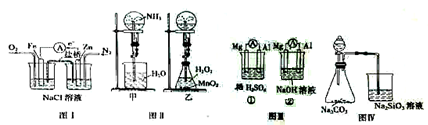 O₂ Fe A e⁻ Zn N₂
盐桥
NaCl 溶液
图 I
NH₃
H₂O
H₂O₂
MnO₂
甲 乙
图 II
Mg A Al Mg A Al
稀 H₂SO₄ NaOH 溶液
① ②
图 III
Na₂CO₃
Na₂SiO₃ 溶液
图 IV